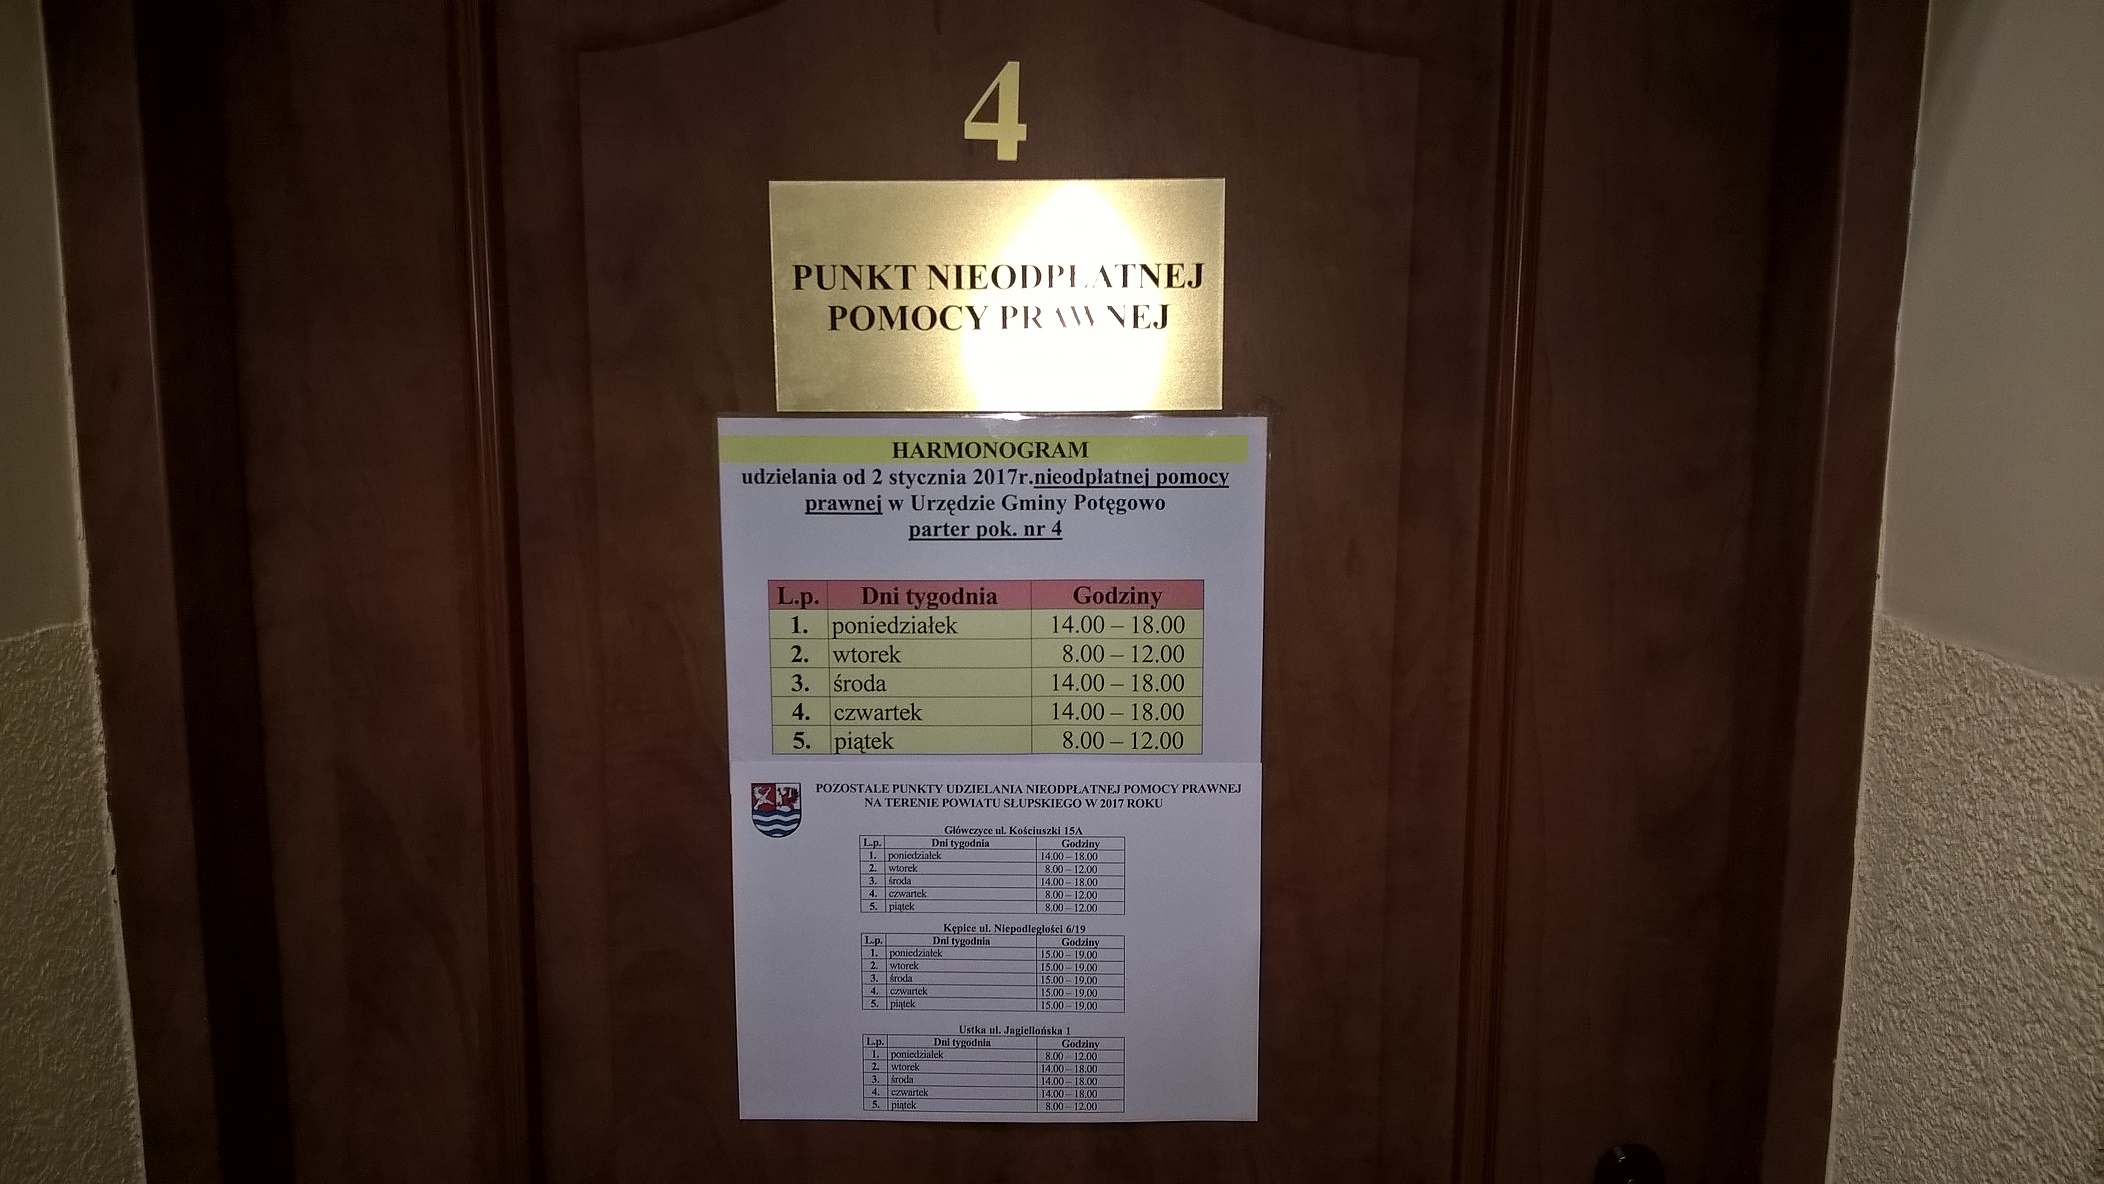 4
PUNKT NIEODPŁATNEJ
POMOCY PRAWNEJ
HARMONOGRAM
udzielania od 2 stycznia 2017r.nieodpłatnej pomocy
prawnej w Urzędzie Gminy Potęgowo
parter pok. nr 4
L.p. Dni tygodnia Godziny
1. poniedziałek 14.00 – 18.00
2. wtorek 8.00 – 12.00
3. środa 14.00 – 18.00
4. czwartek 14.00 – 18.00
5. piątek 8.00 – 12.00
POZOSTALE PUNKTY UDZIELANIA NIEODPŁATNEJ POMOCY PRAWNEJ
NA TERENIE POWIATU SŁUPSKIEGO W 2017 ROKU
Główczyce ul. Kościuszki 15A
L.p. Dni tygodnia Godziny
1. poniedziałek 14.00 – 18.00
2. wtorek 8.00 – 12.00
3. środa 14.00 – 18.00
4. czwartek 8.00 – 12.00
5. piątek 8.00 – 12.00
Kępice ul. Niepodległości 6/19
L.p. Dni tygodnia Godziny
1. poniedziałek 15.00 – 19.00
2. wtorek 15.00 – 19.00
3. środa 15.00 – 19.00
4. czwartek 15.00 – 19.00
5. piątek 15.00 – 19.00
Ustka ul. Jagiellońska 1
L.p. Dni tygodnia Godziny
1. poniedziałek 8.00 – 12.00
2. wtorek 14.00 – 18.00
3. środa 14.00 – 18.00
4. czwartek 14.00 – 18.00
5. piątek 8.00 – 12.00